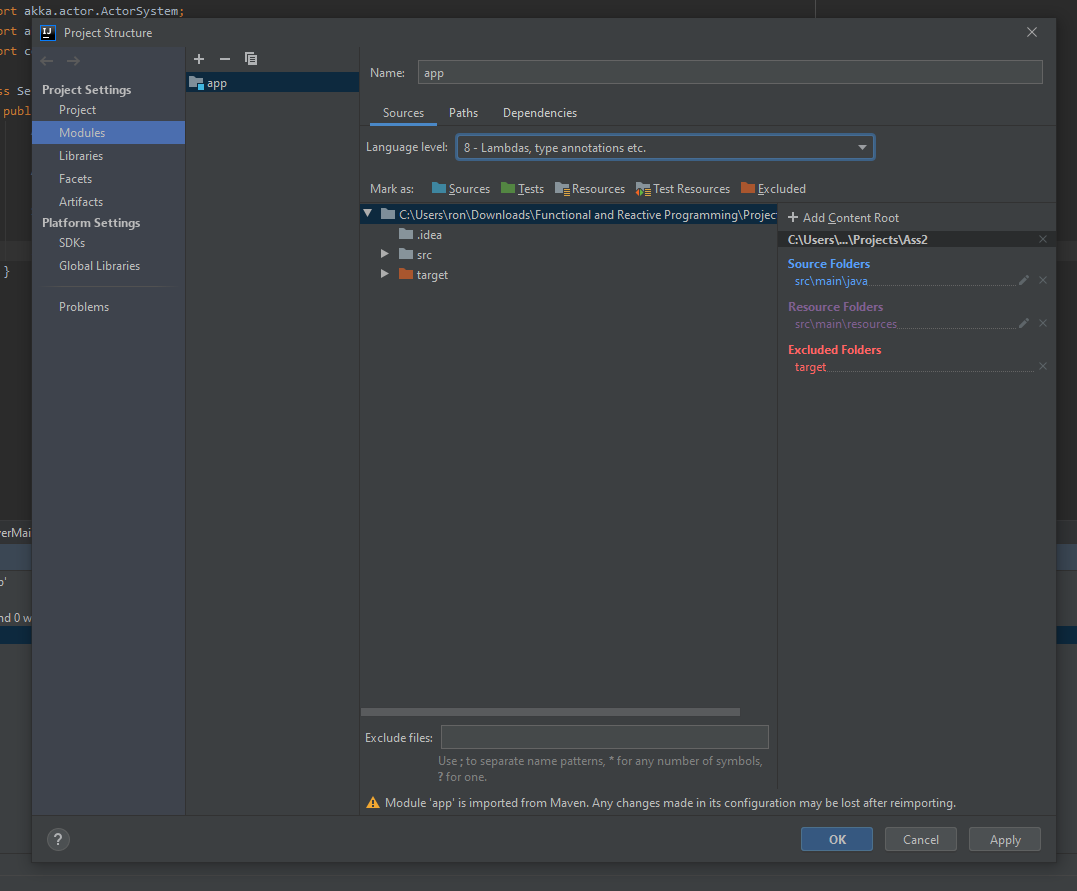 ort akka.actor.ActorSystem;
ort a
ort c
ss Se
publ
}
verMai
o'
nd 0 w
Project Structure
Project Settings
Project
Modules
Libraries
Facets
Artifacts
Platform Settings
SDKs
Global Libraries
Problems
app
Name: app
Sources Paths Dependencies
Language level: 8 - Lambdas, type annotations etc.
Mark as: Sources Tests Resources Test Resources Excluded
C:\Users\ron\Downloads\Functional and Reactive Programming\Projec
.idea
src
target
+ Add Content Root
C:\Users\...\Projects\Ass2
Source Folders
src\main\java
Resource Folders
src\main\resources
Excluded Folders
target
Exclude files:
Use ; to separate name patterns, * for any number of symbols,
? for one.
Module 'app' is imported from Maven. Any changes made in its configuration may be lost after reimporting.
? OK Cancel Apply